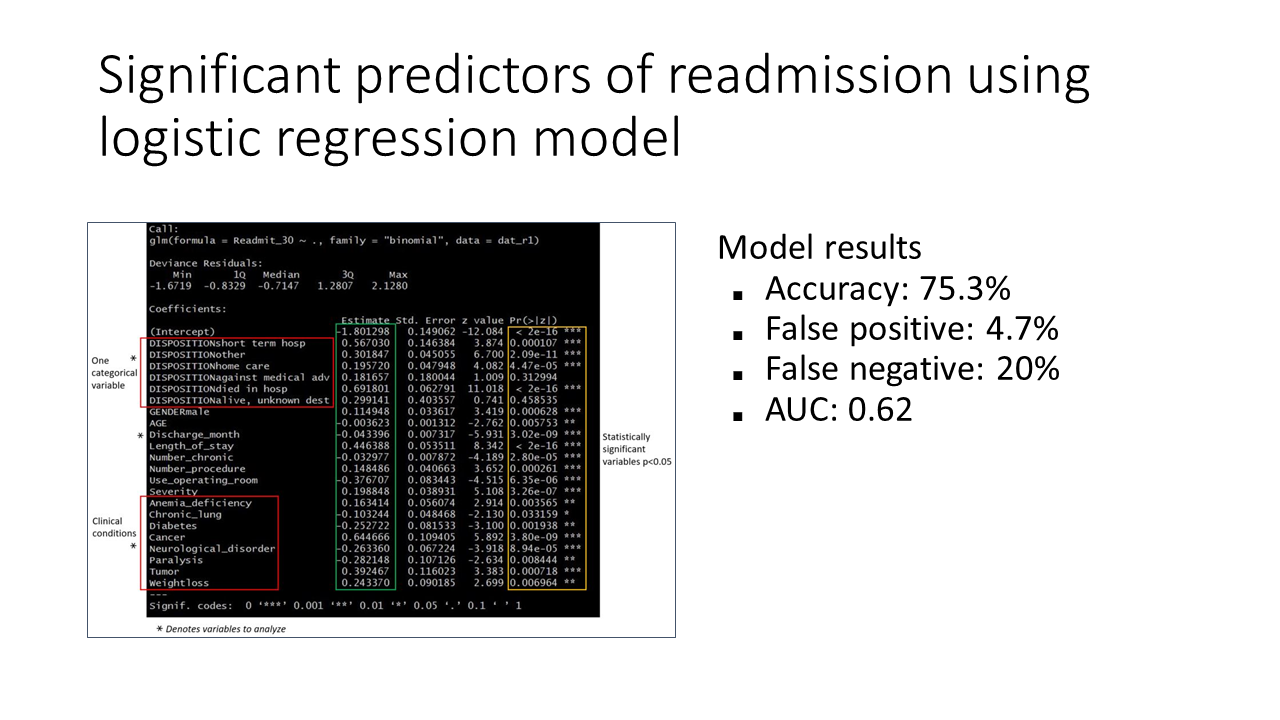 Significant predictors of readmission using
logistic regression model
Call:
glm(formula = Readmit_30 ~ ., family = "binomial", data = dat_r1)
Deviance Residuals:
Min 1Q Median 3Q Max
-1.6719 -0.8329 -0.7147 1.2807 2.1280
Coefficients:
Estimate Std. Error z value Pr(>|z|)
(Intercept) -1.801298 0.149062 -12.084 < 2e-16 ***
DISPOSITIONshort term hosp 0.567030 0.146384 3.874 0.000107 ***
DISPOSITIONother 0.301847 0.045055 6.700 2.09e-11 ***
DISPOSITIONhome care 0.195720 0.047948 4.082 4.47e-05 ***
DISPOSITIONagainst medical adv 0.181657 0.180044 1.009 0.312994
DISPOSITIONdied in hosp 0.691801 0.062791 11.018 < 2e-16 ***
DISPOSITIONalive, unknown dest 0.299141 0.403557 0.741 0.458535
GENDERmale 0.114948 0.033617 3.419 0.000628 ***
AGE -0.003623 0.001312 -2.762 0.005753 **
Discharge_month -0.043396 0.007317 -5.931 3.02e-09 ***
Length_of_stay 0.446388 0.053511 8.342 < 2e-16 ***
Number_chronic -0.032977 0.007872 -4.189 2.80e-05 ***
Number_procedure 0.148486 0.040663 3.652 0.000261 ***
Use_operating_room -0.376707 0.083443 -4.515 6.35e-06 ***
Severity 0.198848 0.038931 5.108 3.26e-07 ***
Anemia_deficiency 0.163414 0.056074 2.914 0.003565 **
Chronic_lung -0.103244 0.048468 -2.130 0.033159 *
Diabetes -0.252722 0.081533 -3.100 0.001938 **
Cancer 0.644666 0.109405 5.892 3.80e-09 ***
Neurological_disorder -0.263360 0.067224 -3.918 8.94e-05 ***
Paralysis -0.282148 0.107126 -2.634 0.008444 **
Tumor 0.392467 0.116023 3.383 0.000718 ***
Weightloss 0.243370 0.090185 2.699 0.006964 **
---
Signif. codes: 0 ‘***’ 0.001 ‘**’ 0.01 ‘*’ 0.05 ‘.’ 0.1 ‘ ’ 1
One *
categorical
variable
*
Clinical
conditions
*
Statistically
significant
variables p<0.05
* Denotes variables to analyze
Model results
▪ Accuracy: 75.3%
▪ False positive: 4.7%
▪ False negative: 20%
▪ AUC: 0.62